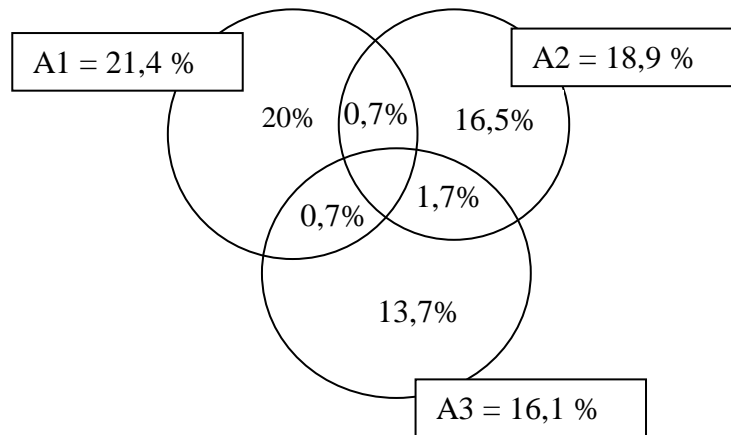 A1 = 21,4 %
A2 = 18,9 %
20%
0,7%
16,5%
0,7%
1,7%
13,7%
A3 = 16,1 %